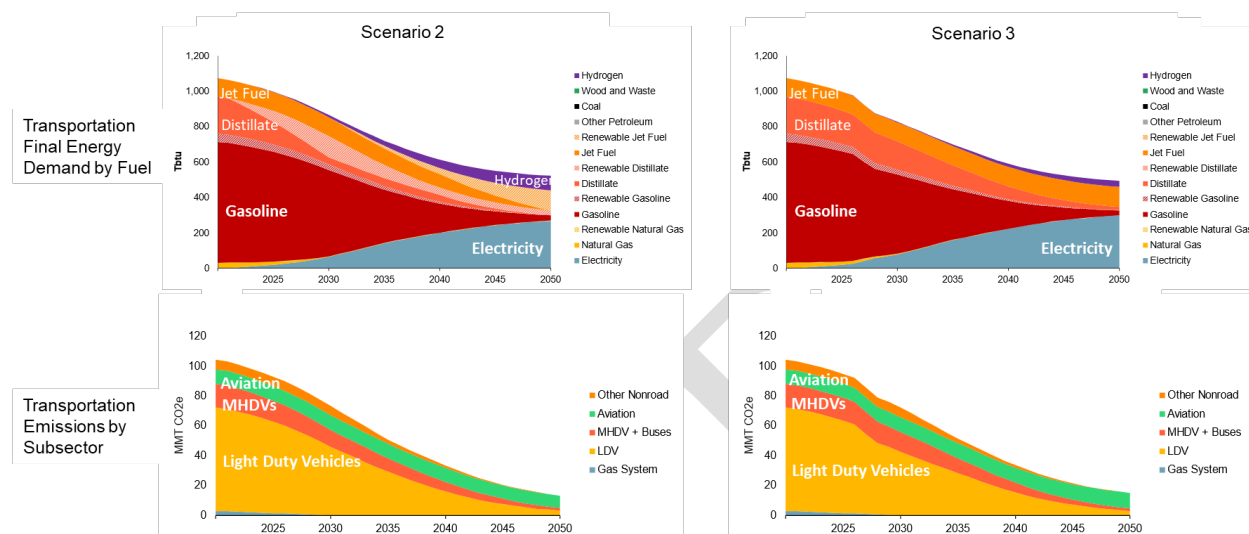 Scenario 2
Scenario 3
Transportation
Final Energy
Demand by Fuel
Tbtu
1,200
1,000
800
600
400
200
0
2025
2030
2035
2040
2045
2050
Jet Fuel
Distillate
Gasoline
Hydrogen
Electricity
Hydrogen
Wood and Waste
Coal
Other Petroleum
Renewable Jet Fuel
Jet Fuel
Renewable Distillate
Distillate
Renewable Gasoline
Gasoline
Renewable Natural Gas
Natural Gas
Electricity
Tbtu
1,200
1,000
800
600
400
200
0
2025
2030
2035
2040
2045
2050
Jet Fuel
Distillate
Gasoline
Electricity
Hydrogen
Wood and Waste
Coal
Other Petroleum
Renewable Jet Fuel
Jet Fuel
Renewable Distillate
Distillate
Renewable Gasoline
Gasoline
Renewable Natural Gas
Natural Gas
Electricity
Transportation
Emissions by
Subsector
MMT CO2e
120
100
80
60
40
20
0
2025
2030
2035
2040
2045
2050
Aviation
MHDVs
Light Duty Vehicles
Other Nonroad
Aviation
MHDV + Buses
LDV
Gas System
MMT CO2e
120
100
80
60
40
20
0
2025
2030
2035
2040
2045
2050
Aviation
MHDVs
Light Duty Vehicles
Other Nonroad
Aviation
MHDV + Buses
LDV
Gas System